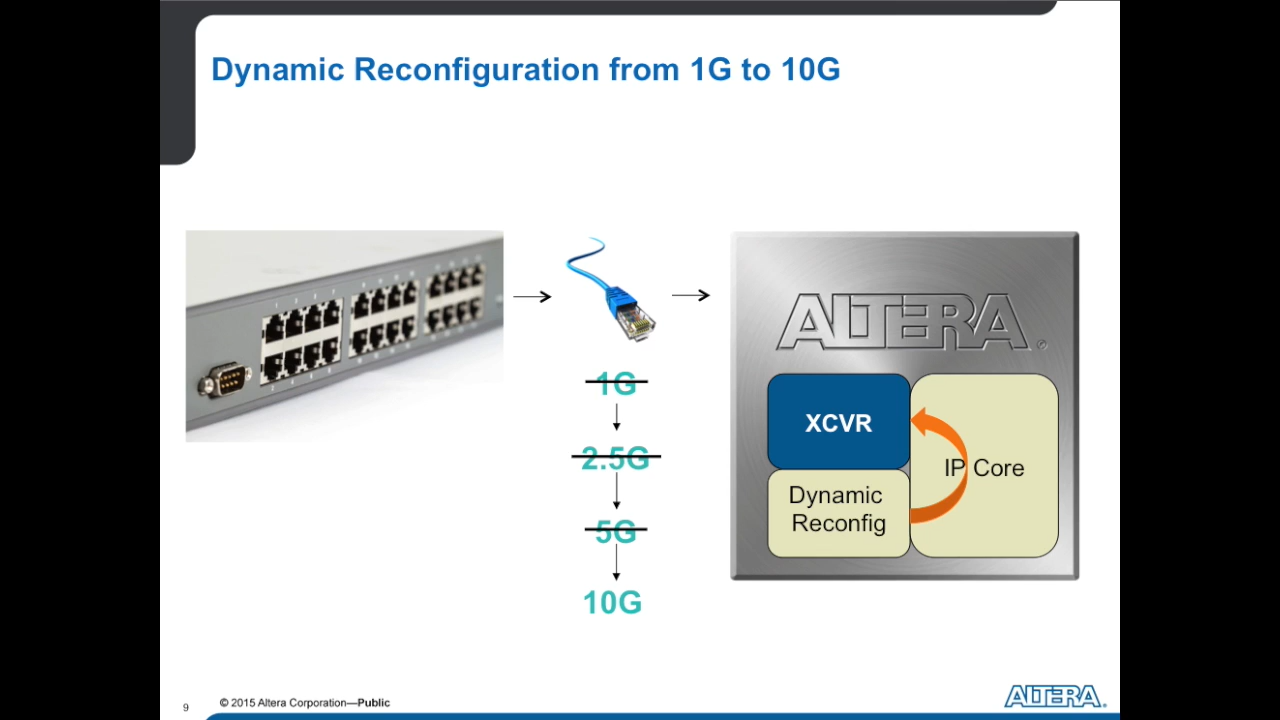 Dynamic Reconfiguration from 1G to 10G
ALTERA®
1G
2.5G
5G
10G
XCVR
IP Core
Dynamic
Reconfig
9
© 2015 Altera Corporation—Public
ALTERA®